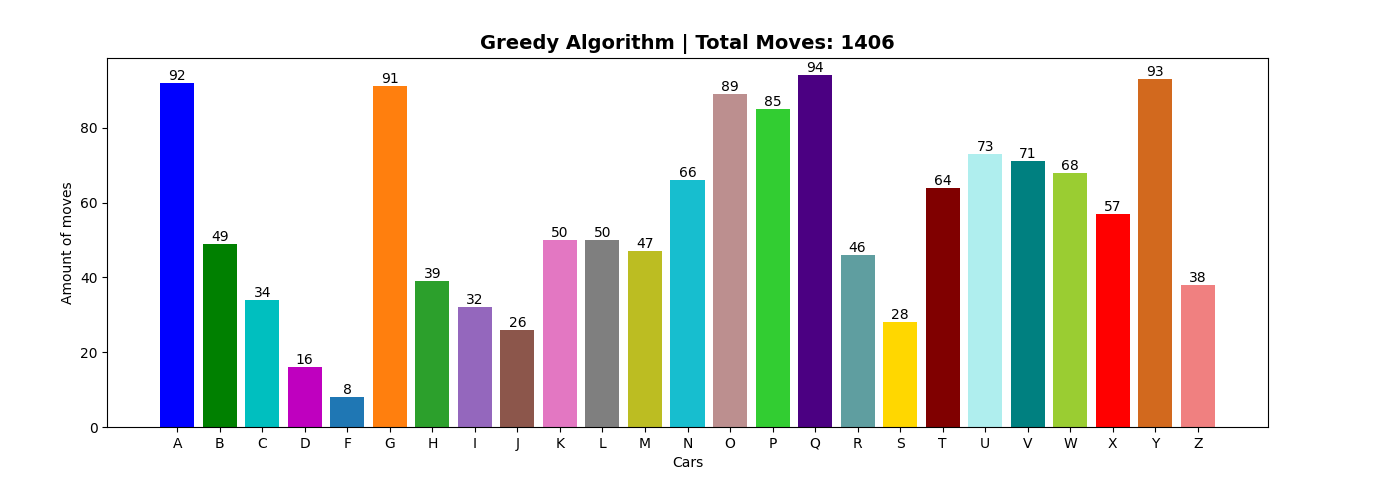 Greedy Algorithm | Total Moves: 1406
Amount of moves
80
60
40
20
0
92 49 34 16 8 91 39 32 26 50 50 47 66 89 85 94 46 28 64 73 71 68 57 93 38
A B C D F G H I J K L M N O P Q R S T U V W X Y Z
Cars